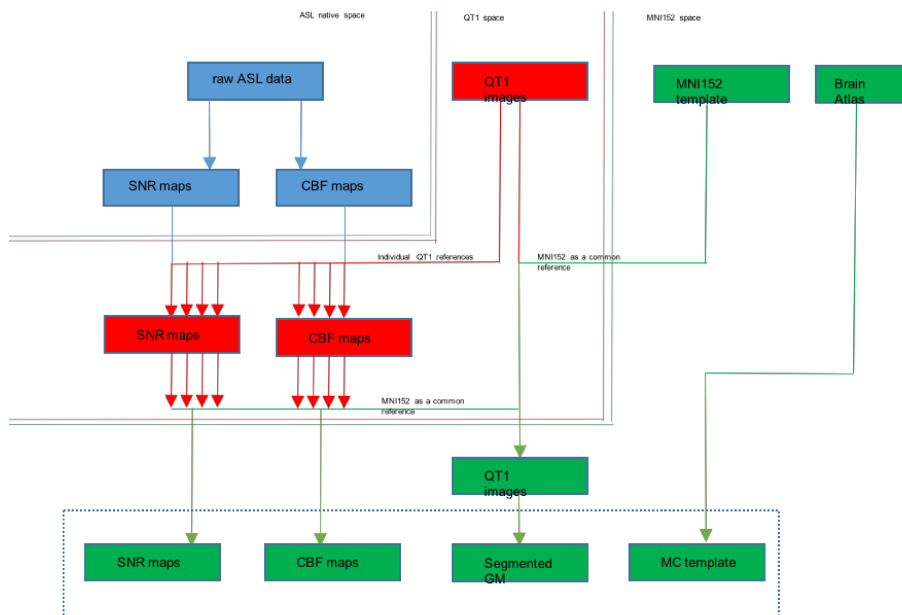 ASL native space
QT1 space
MNI152 space
raw ASL data
QT1
images
MNI152
template
Brain
Atlas
SNR maps
CBF maps
Individual QT1 references
MNI152 as a common
reference
SNR maps
CBF maps
MNI152 as a common
reference
QT1
images
SNR maps
CBF maps
Segmented
GM
MC template